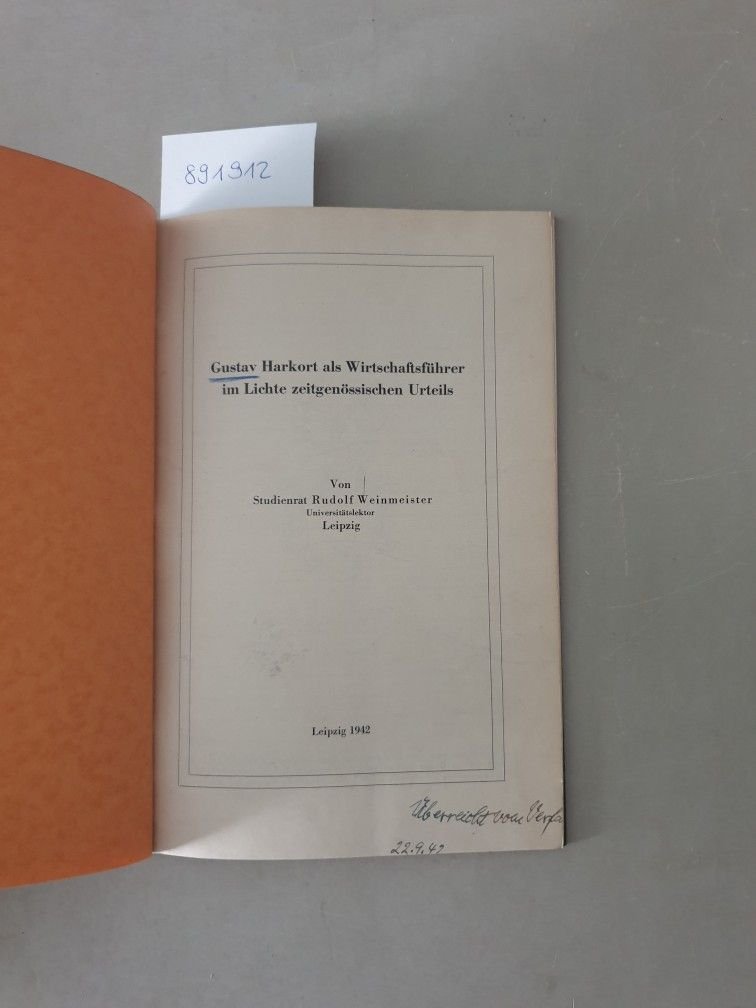 891912
Gustav Harkort als Wirtschaftsführer
im Lichte zeitgenössischen Urteils
Von
Studienrat Rudolf Weinmeister
Universitätslektor
Leipzig
Leipzig 1942
Überreicht vom Verfa
22.9.42